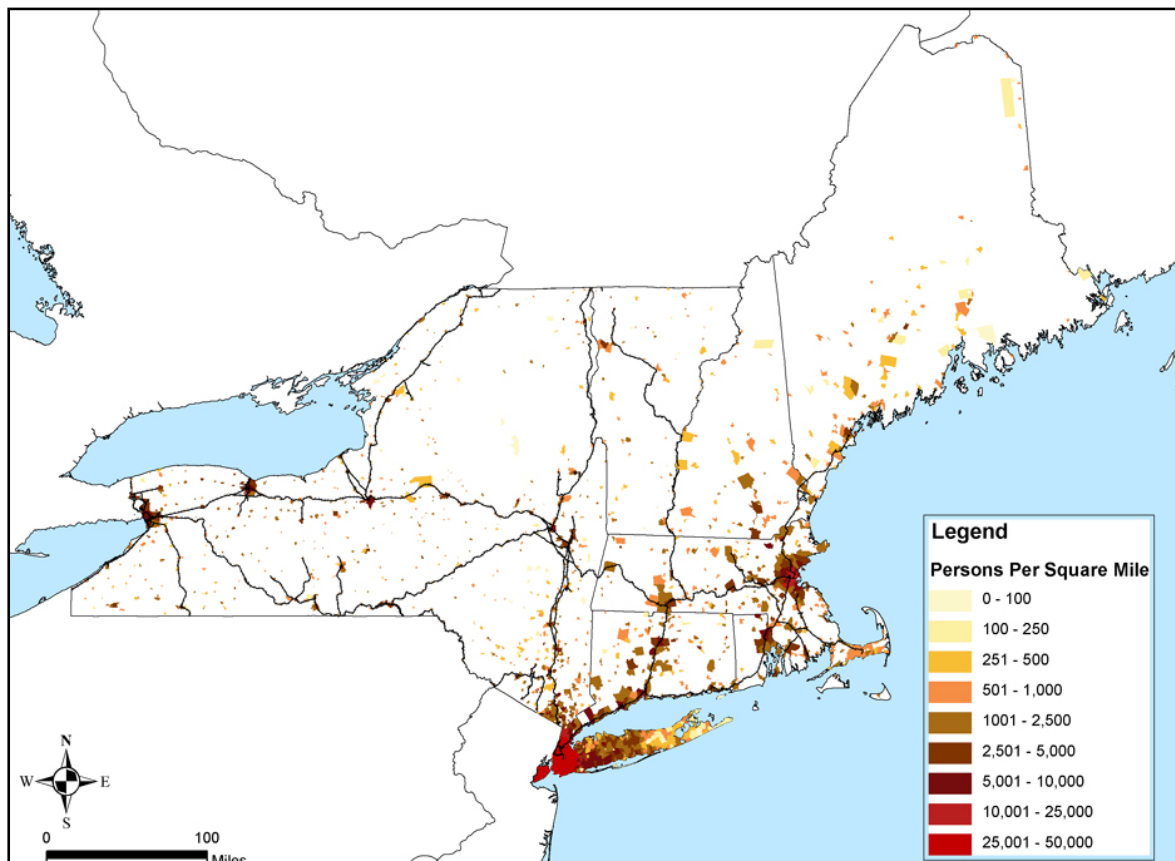 Legend
Persons Per Square Mile
0 - 100
100 - 250
251 - 500
501 - 1,000
1001 - 2,500
2,501 - 5,000
5,001 - 10,000
10,001 - 25,000
25,001 - 50,000
N
W E
S
0 100
Miles